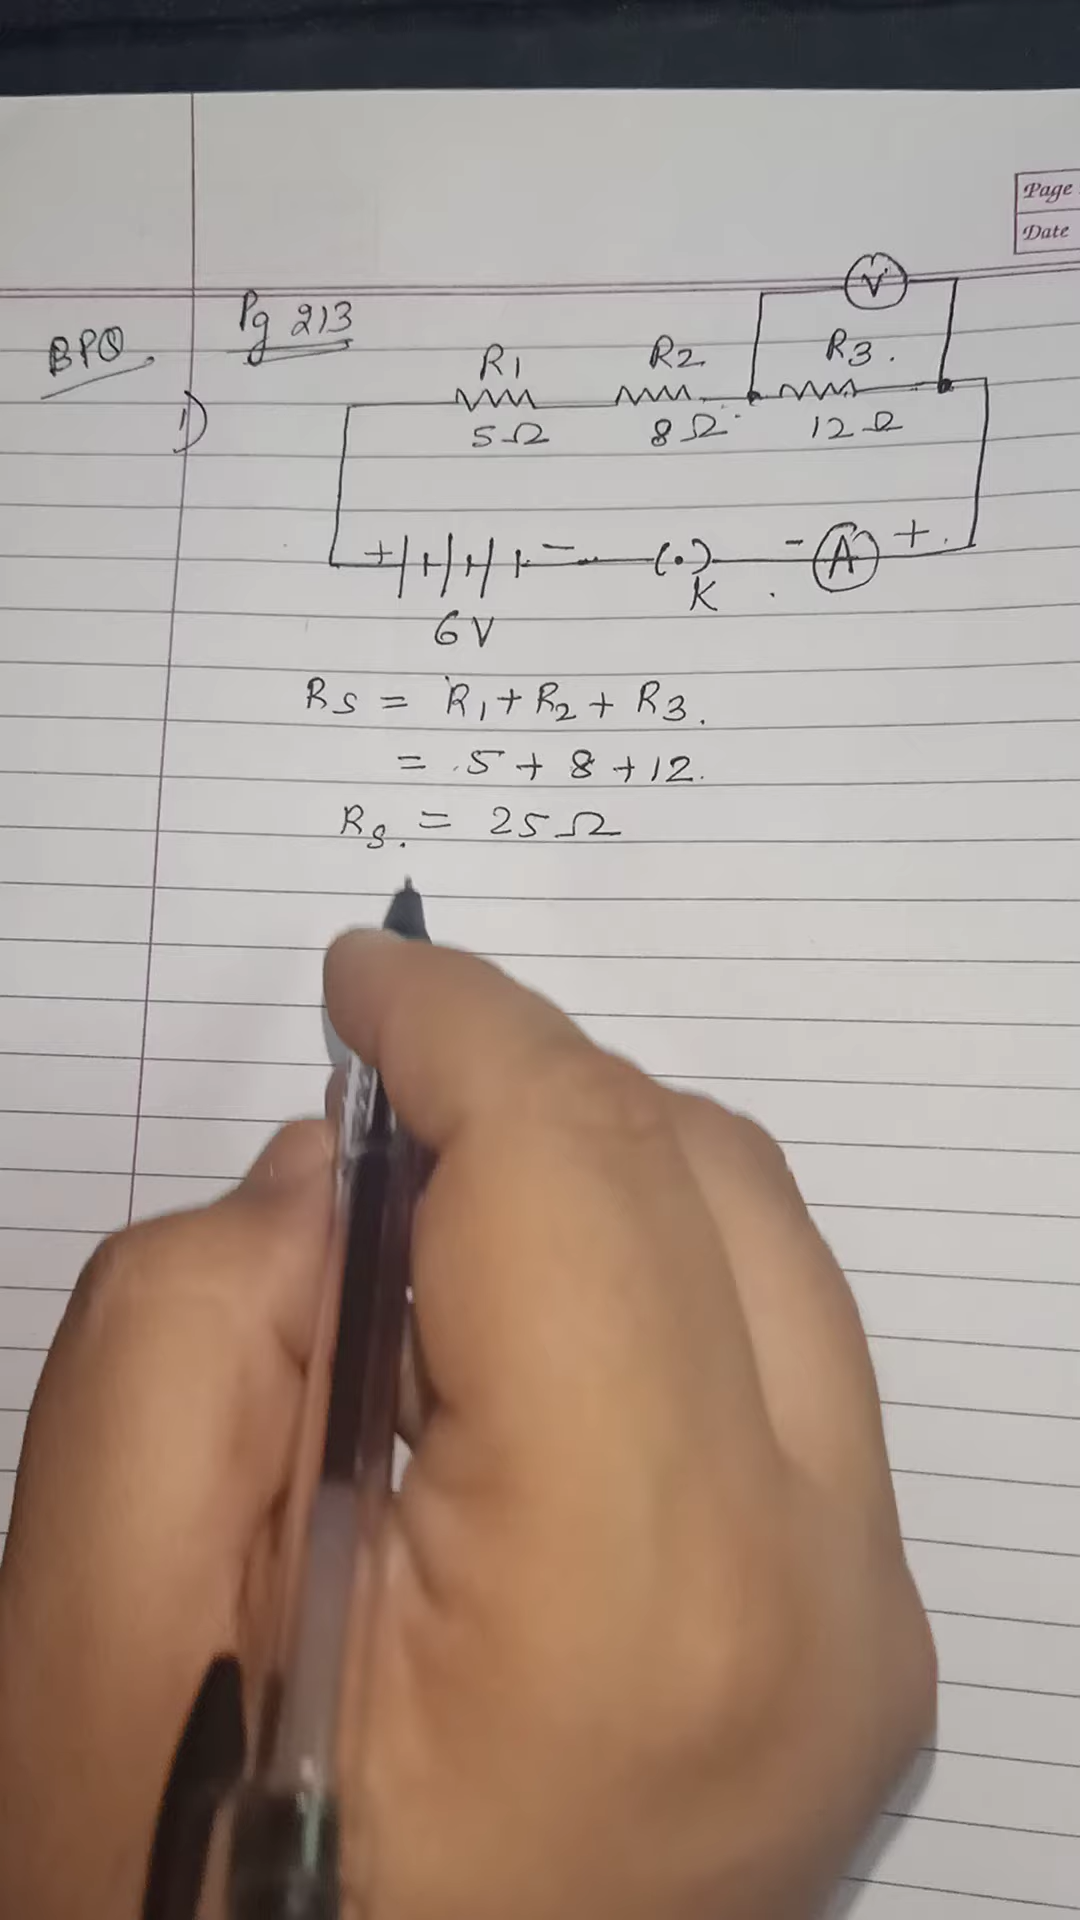 Page
Date
BPQ.
Pg 213
1)
V
R1 R2 R3.
5Ω 8Ω 12Ω
+ - (.) - A +
K
6V
RS = R1 + R2 + R3.
= 5 + 8 + 12.
RS. = 25Ω